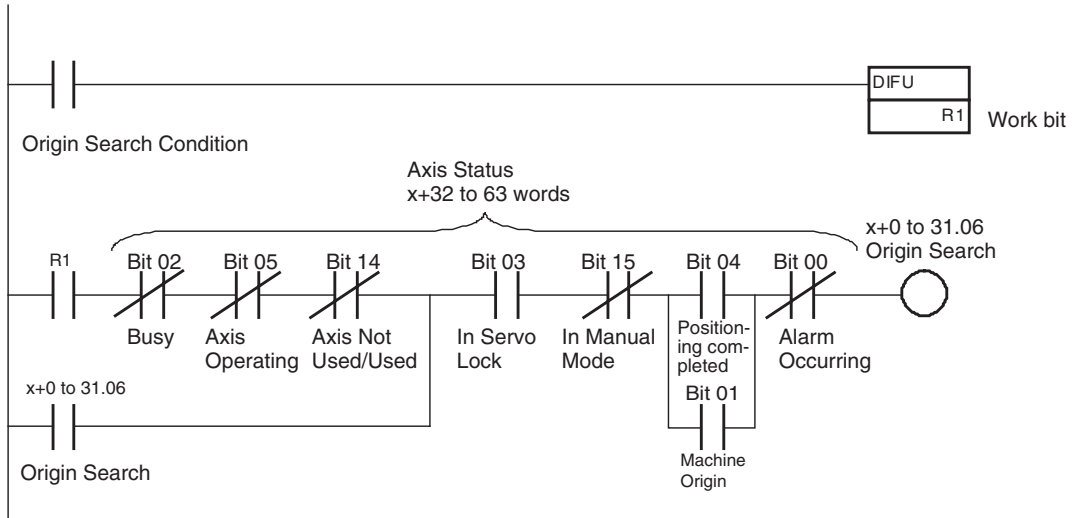 DIFU
R1
Work bit
Origin Search Condition
Axis Status
x+32 to 63 words
x+0 to 31.06
Origin Search
R1
Bit 02
Bit 05
Bit 14
Bit 03
Bit 15
Bit 04
Bit 00
Busy
Axis
Operating
Axis Not
Used/Used
In Servo
Lock
In Manual
Mode
Position-
ing com-
pleted
Alarm
Occurring
x+0 to 31.06
Origin Search
Bit 01
Machine
Origin